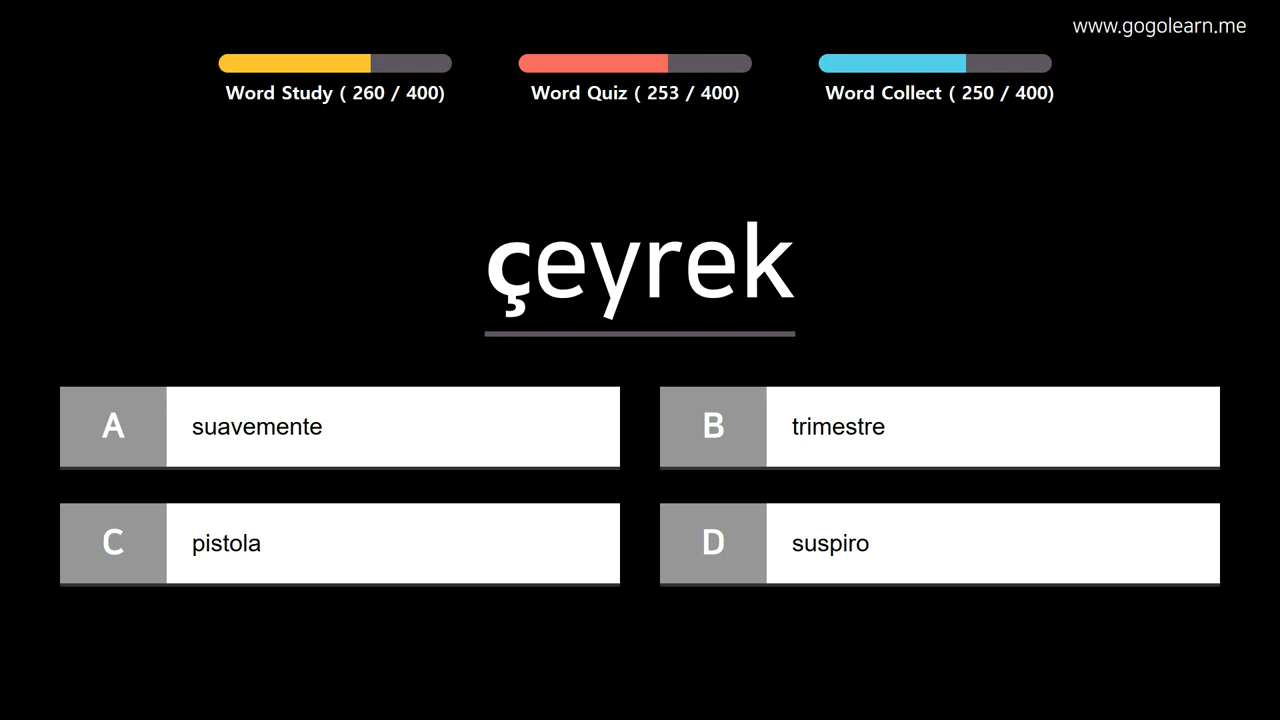 www.gogolearn.me
Word Study ( 260 / 400)
Word Quiz ( 253 / 400)
Word Collect ( 250 / 400)
çeyrek
A suavemente
B trimestre
C pistola
D suspiro